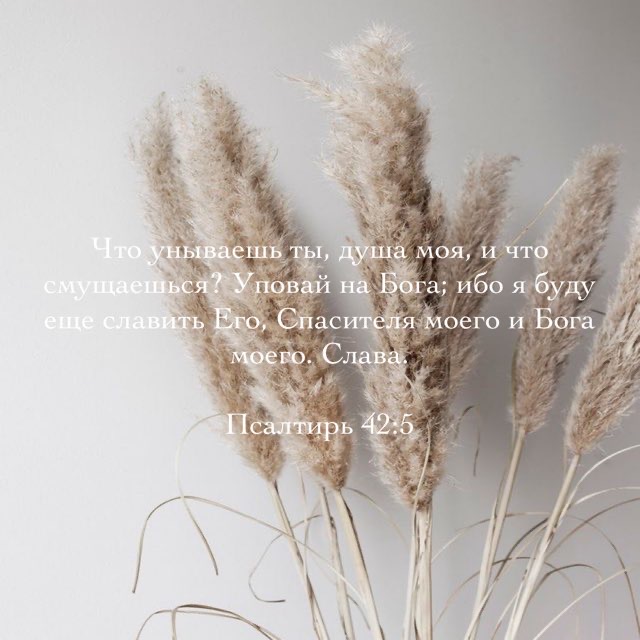 Что унываешь ты, душа моя, и что
смущаешься? Уповай на Бога; ибо я буду
еще славить Его, Спасителя моего и Бога
моего. Слава.
Псалтирь 42:5